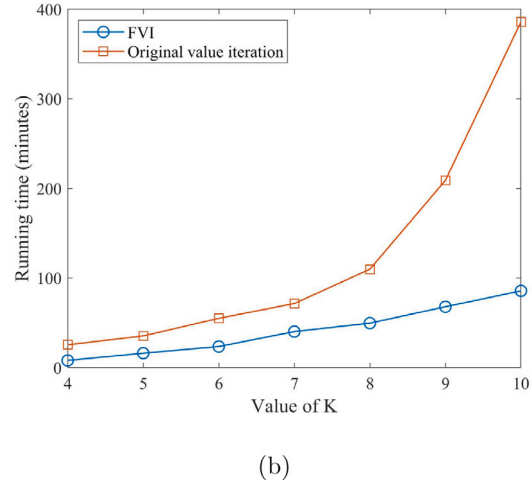 400
300
200
100
0
Running time (minutes)
FVI
Original value iteration
4 5 6 7 8 9 10
Value of K
(b)